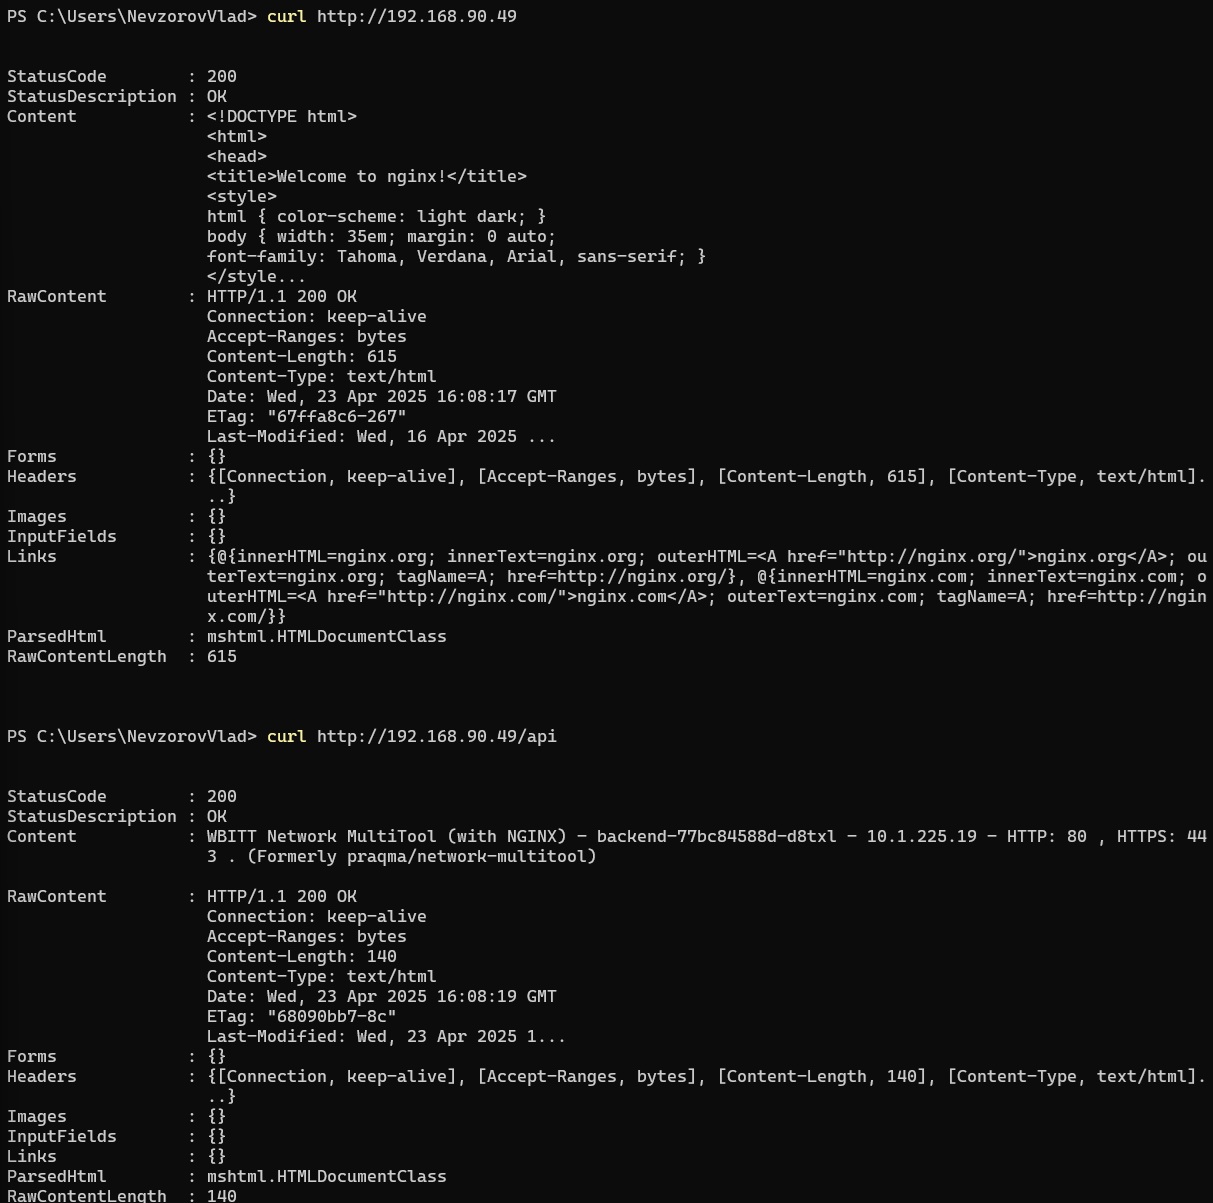 PS C:\Users\NevzorovVlad> curl http://192.168.90.49
StatusCode        : 200
StatusDescription : OK
Content           : <!DOCTYPE html>
                    <html>
                    <head>
                    <title>Welcome to nginx!</title>
                    <style>
                    html { color-scheme: light dark; }
                    body { width: 35em; margin: 0 auto;
                    font-family: Tahoma, Verdana, Arial, sans-serif; }
                    </style...
RawContent        : HTTP/1.1 200 OK
                    Connection: keep-alive
                    Accept-Ranges: bytes
                    Content-Length: 615
                    Content-Type: text/html
                    Date: Wed, 23 Apr 2025 16:08:17 GMT
                    ETag: "67ffa8c6-267"
                    Last-Modified: Wed, 16 Apr 2025 ...
Forms             : {}
Headers           : {[Connection, keep-alive], [Accept-Ranges, bytes], [Content-Length, 615], [Content-Type, text/html].
                    ..}
Images            : {}
InputFields       : {}
Links             : {@{innerHTML=nginx.org; innerText=nginx.org; outerHTML=<A href="http://nginx.org/">nginx.org</A>; ou
                    terText=nginx.org; tagName=A; href=http://nginx.org/}, @{innerHTML=nginx.com; innerText=nginx.com; o
                    uterHTML=<A href="http://nginx.com/">nginx.com</A>; outerText=nginx.com; tagName=A; href=http://ngin
                    x.com/}}
ParsedHtml        : mshtml.HTMLDocumentClass
RawContentLength  : 615
PS C:\Users\NevzorovVlad> curl http://192.168.90.49/api
StatusCode        : 200
StatusDescription : OK
Content           : WBITT Network MultiTool (with NGINX) - backend-77bc84588d-d8txl - 10.1.225.19 - HTTP: 80 , HTTPS: 44
                    3 . (Formerly praqma/network-multitool)
RawContent        : HTTP/1.1 200 OK
                    Connection: keep-alive
                    Accept-Ranges: bytes
                    Content-Length: 140
                    Content-Type: text/html
                    Date: Wed, 23 Apr 2025 16:08:19 GMT
                    ETag: "68090bb7-8c"
                    Last-Modified: Wed, 23 Apr 2025 1...
Forms             : {}
Headers           : {[Connection, keep-alive], [Accept-Ranges, bytes], [Content-Length, 140], [Content-Type, text/html].
                    ..}
Images            : {}
InputFields       : {}
Links             : {}
ParsedHtml        : mshtml.HTMLDocumentClass
RawContentLength  : 140